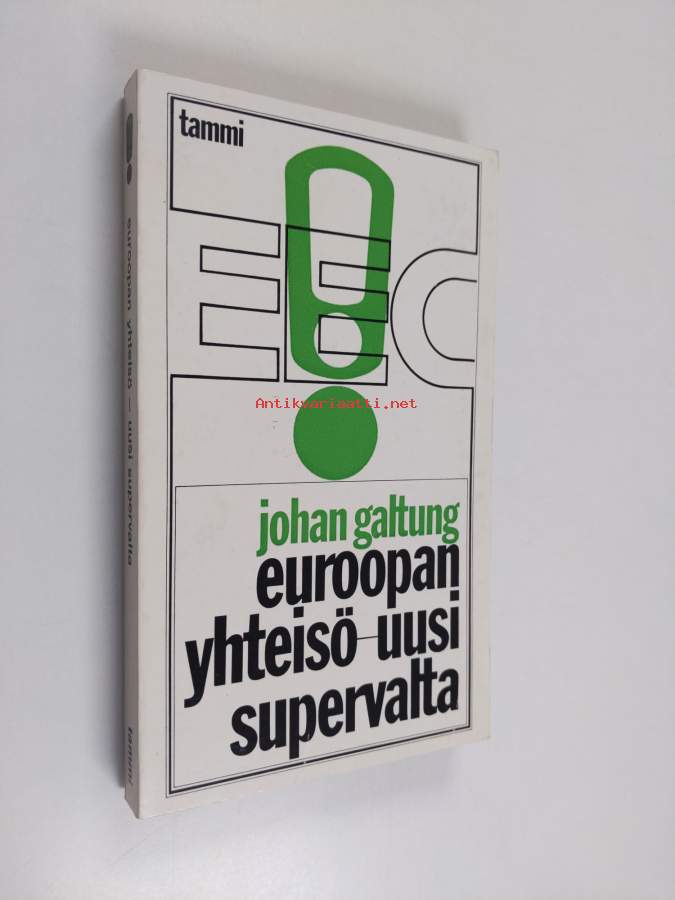 tammi
EEC
Antikvariaatti.net
johan galtung
euroopan
yhteisö–uusi
supervalta
euroopan yhteisö – uusi supervalta
tammi